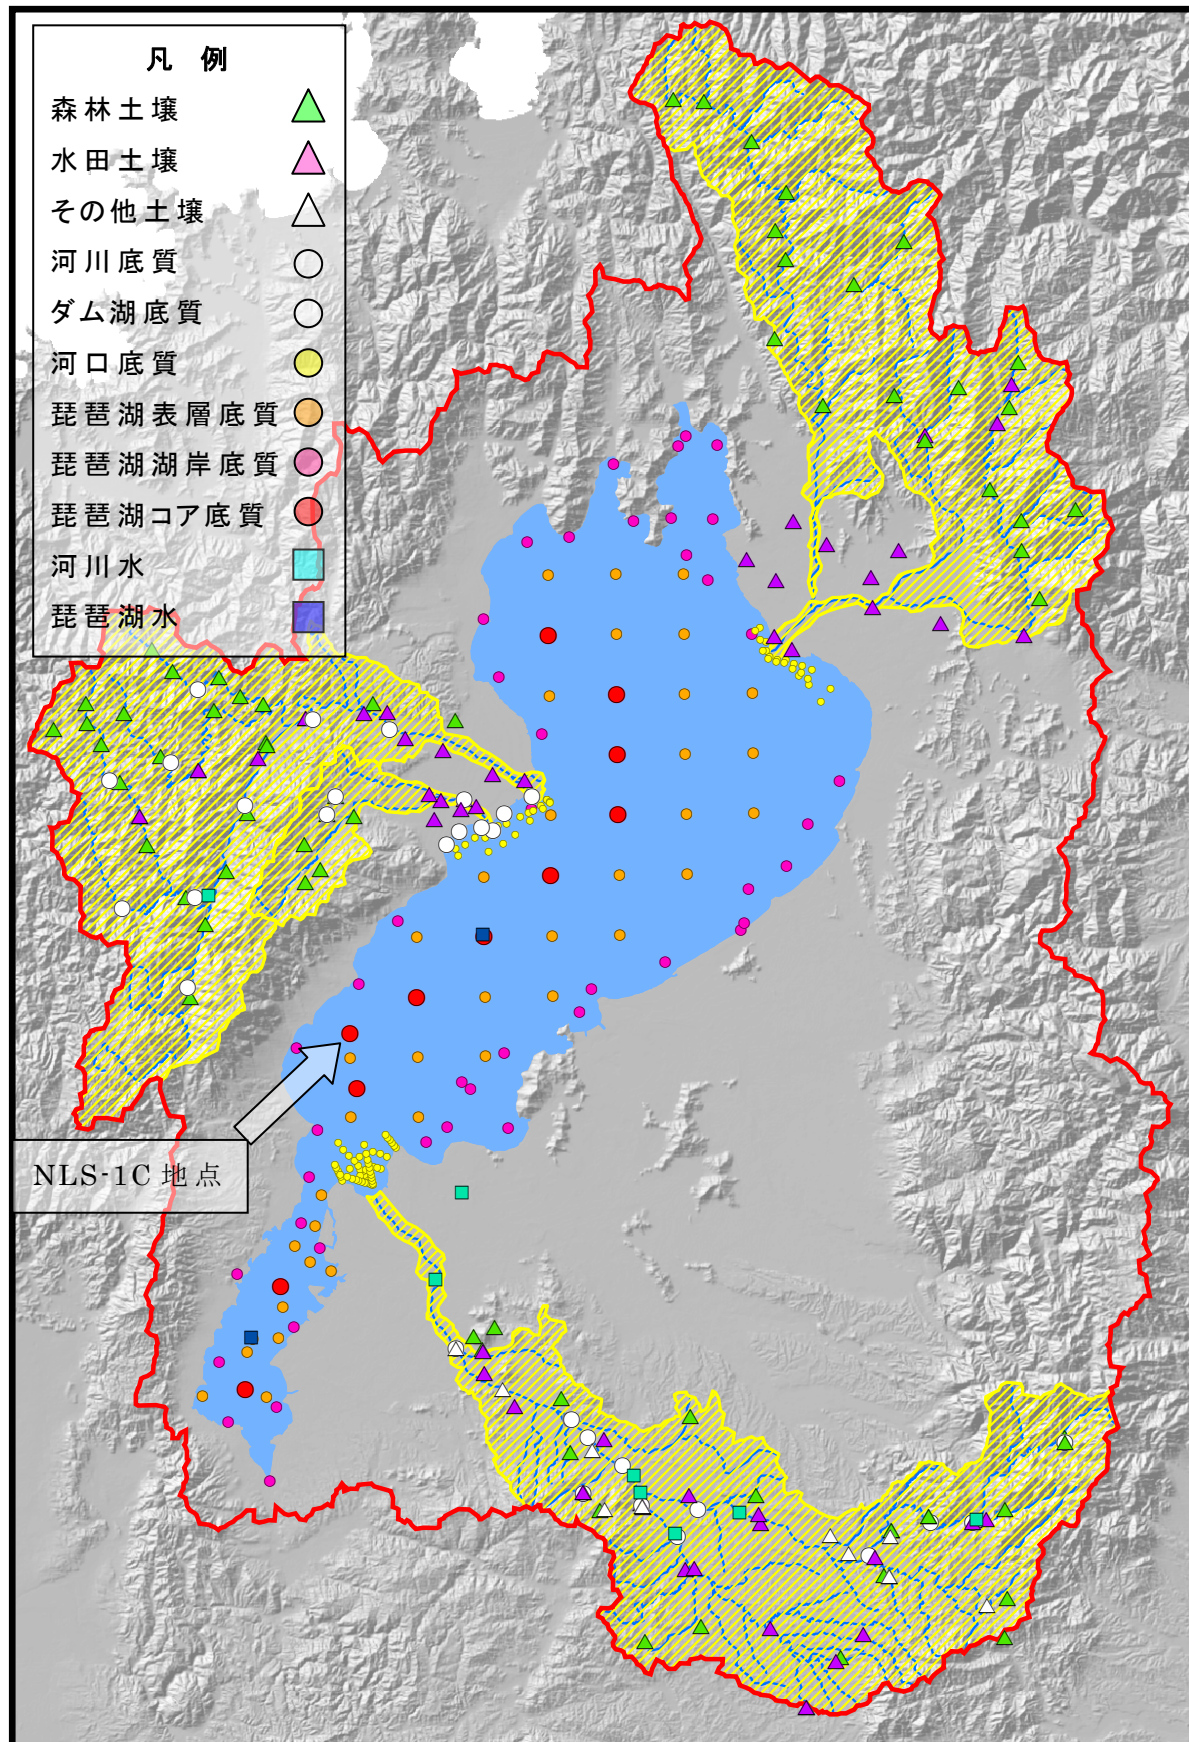 凡 例
森林土壌
水田土壌
その他土壌
河川底質
ダム湖底質
河口底質
琵琶湖表層底質
琵琶湖湖岸底質
琵琶湖コア底質
河川水
琵琶湖水
NLS-1C 地点